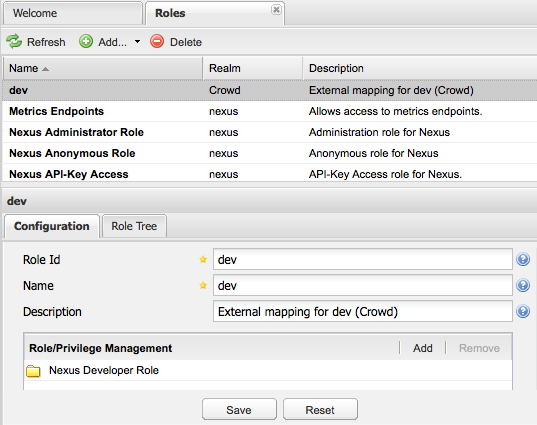 Welcome Roles
Refresh Add... Delete
Name Realm Description
dev Crowd External mapping for dev (Crowd)
Metrics Endpoints nexus Allows access to metrics endpoints.
Nexus Administrator Role nexus Administration role for Nexus
Nexus Anonymous Role nexus Anonymous role for Nexus
Nexus API-Key Access nexus API-Key Access role for Nexus.
dev
Configuration Role Tree
Role Id dev
Name dev
Description External mapping for dev (Crowd)
Role/Privilege Management Add Remove
Nexus Developer Role
Save Reset